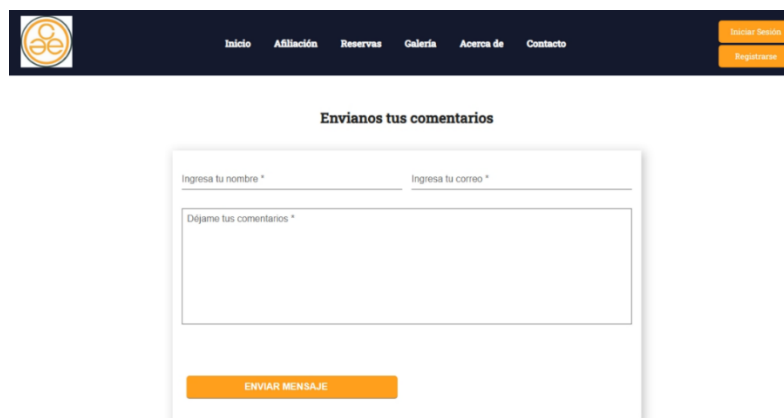 cae
Iniciar Sesión
Inicio Afiliación Reservas Galería Acerca de Contacto
Registrarse
Envianos tus comentarios
Ingresa tu nombre * Ingresa tu correo *
Déjame tus comentarios *
ENVIAR MENSAJE